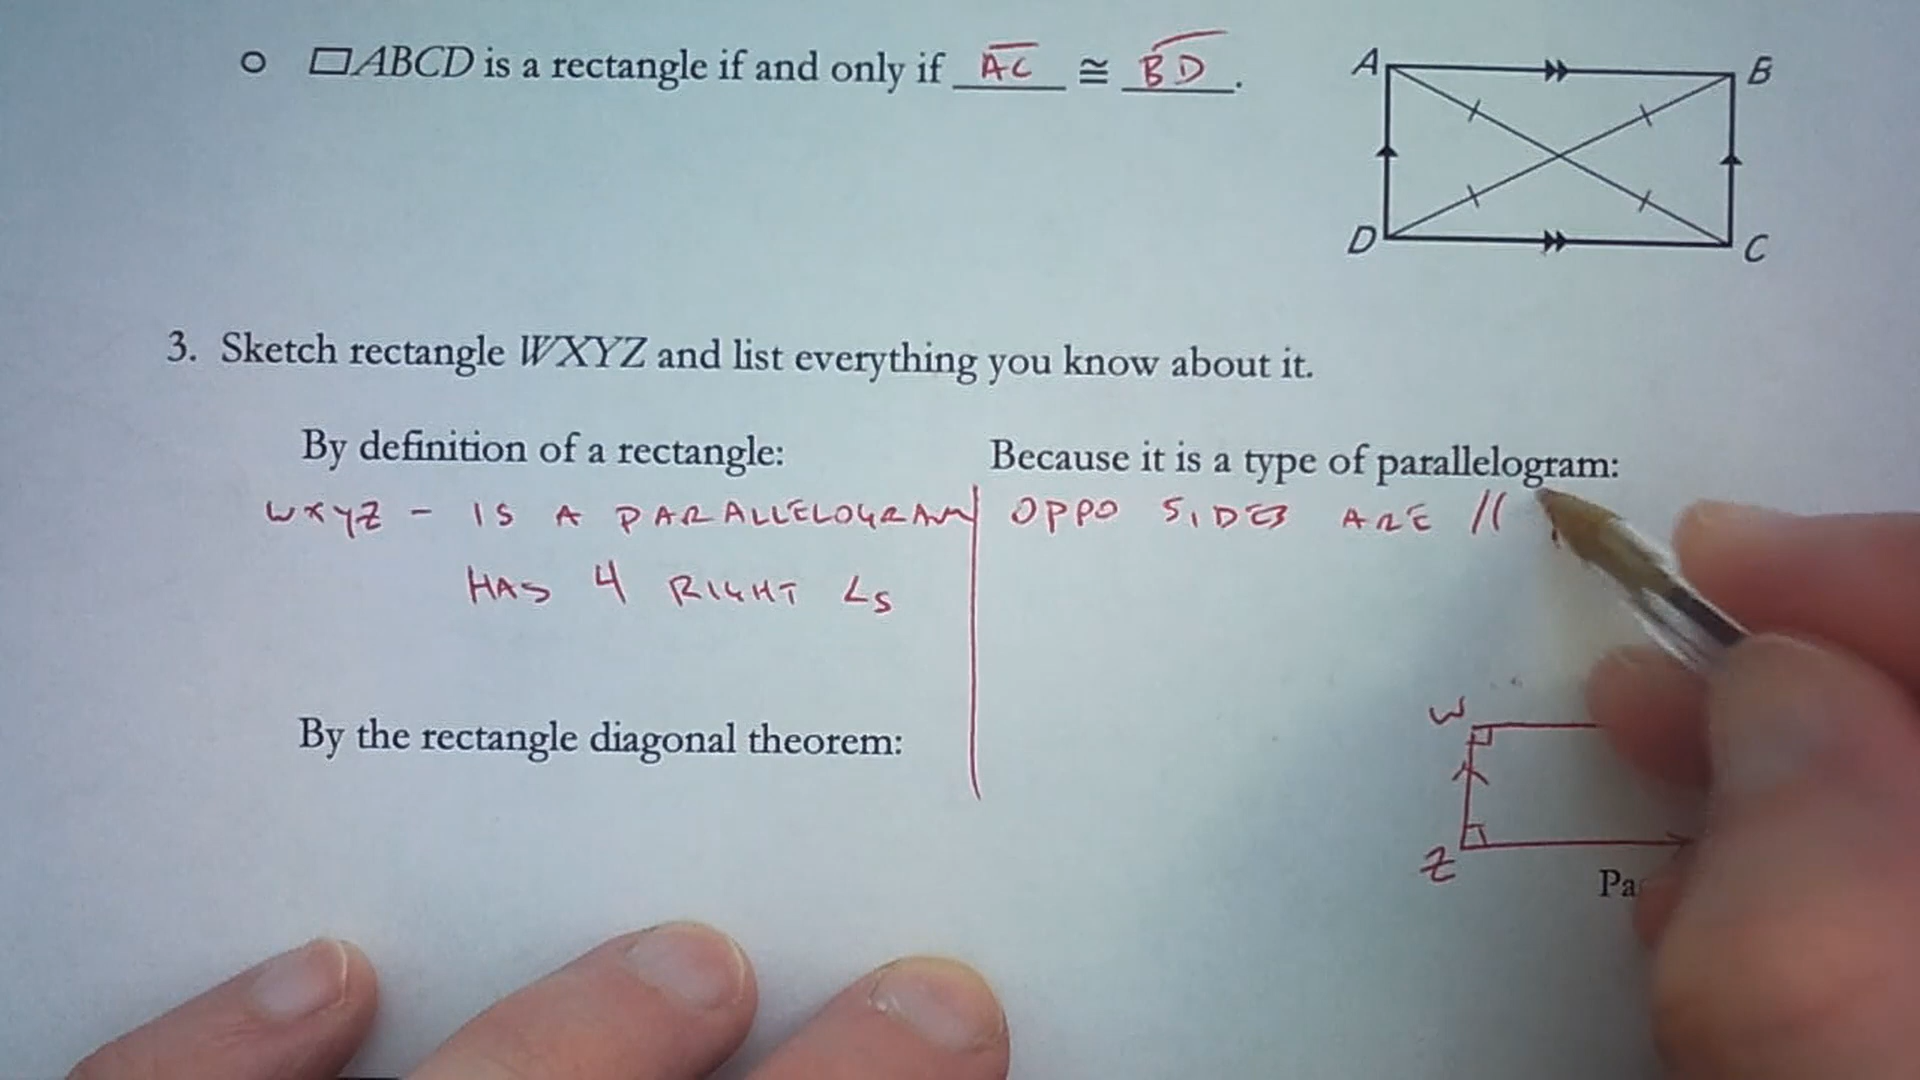 ○ ▭ABCD is a rectangle if and only if AC ≅ BD.
A
B
D
C
3. Sketch rectangle WXYZ and list everything you know about it.
By definition of a rectangle:
WXYZ - IS A PARALLELOGRAM
HAS 4 RIGHT ∠S
Because it is a type of parallelogram:
OPPO SIDES ARE //
By the rectangle diagonal theorem:
W
Z